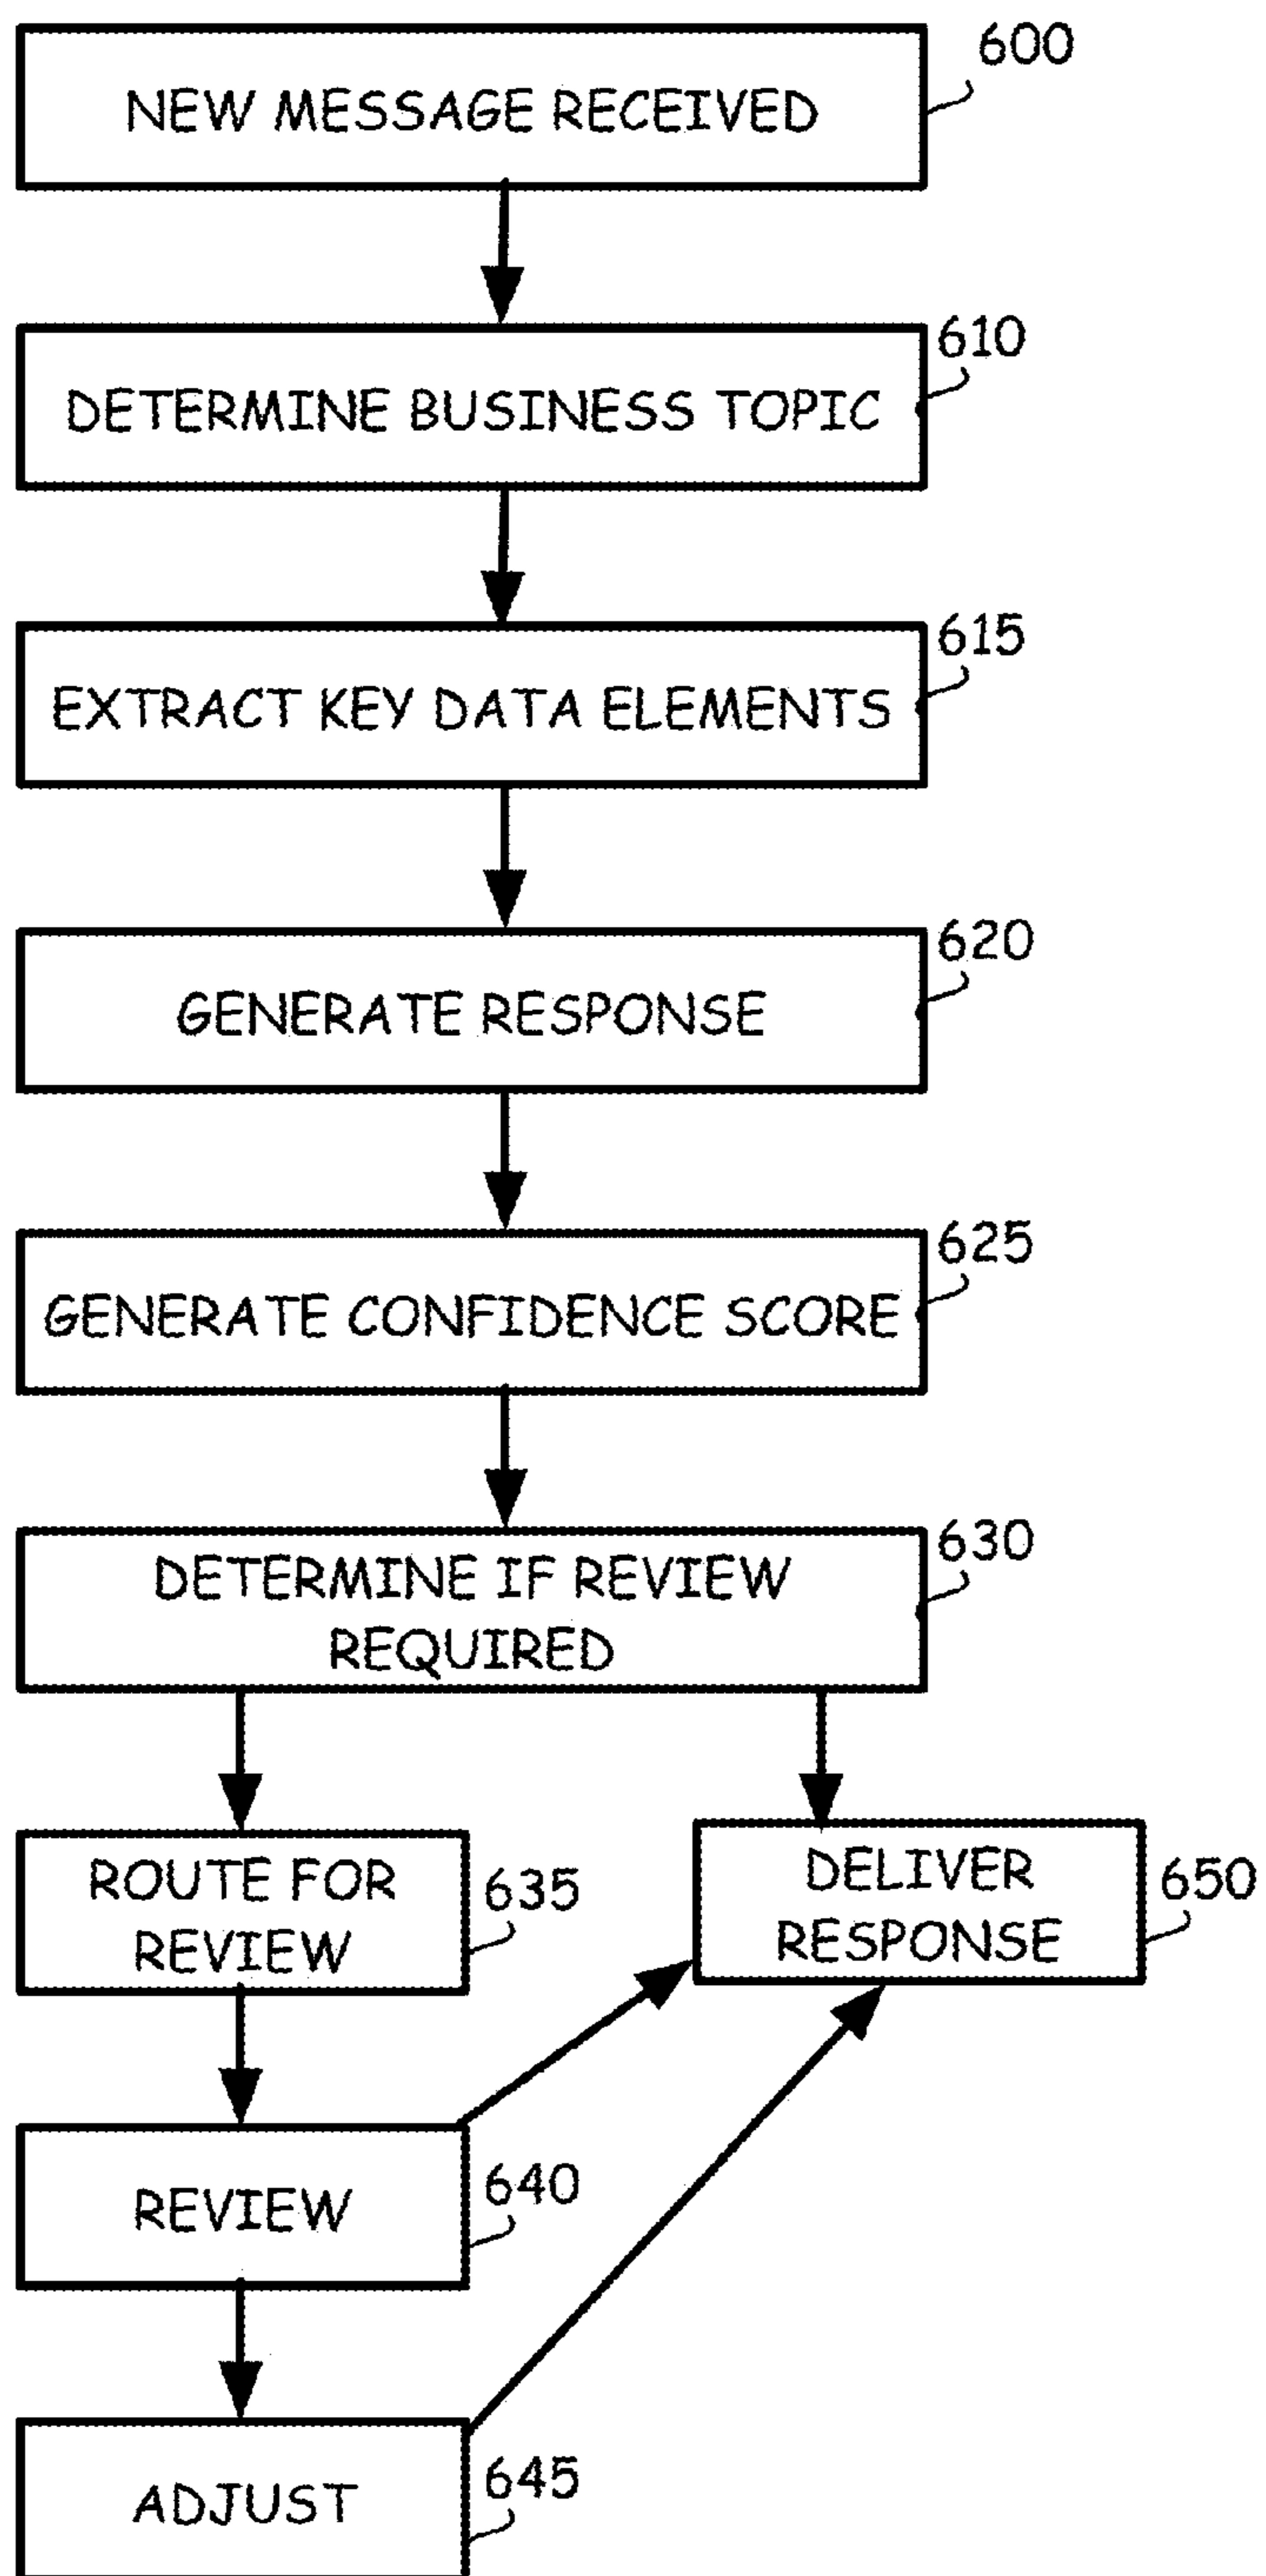 600
NEW MESSAGE RECEIVED
610
DETERMINE BUSINESS TOPIC
615
EXTRACT KEY DATA ELEMENTS
620
GENERATE RESPONSE
625
GENERATE CONFIDENCE SCORE
630
DETERMINE IF REVIEW
REQUIRED
ROUTE FOR
REVIEW
635
DELIVER
RESPONSE
650
REVIEW
640
ADJUST
645